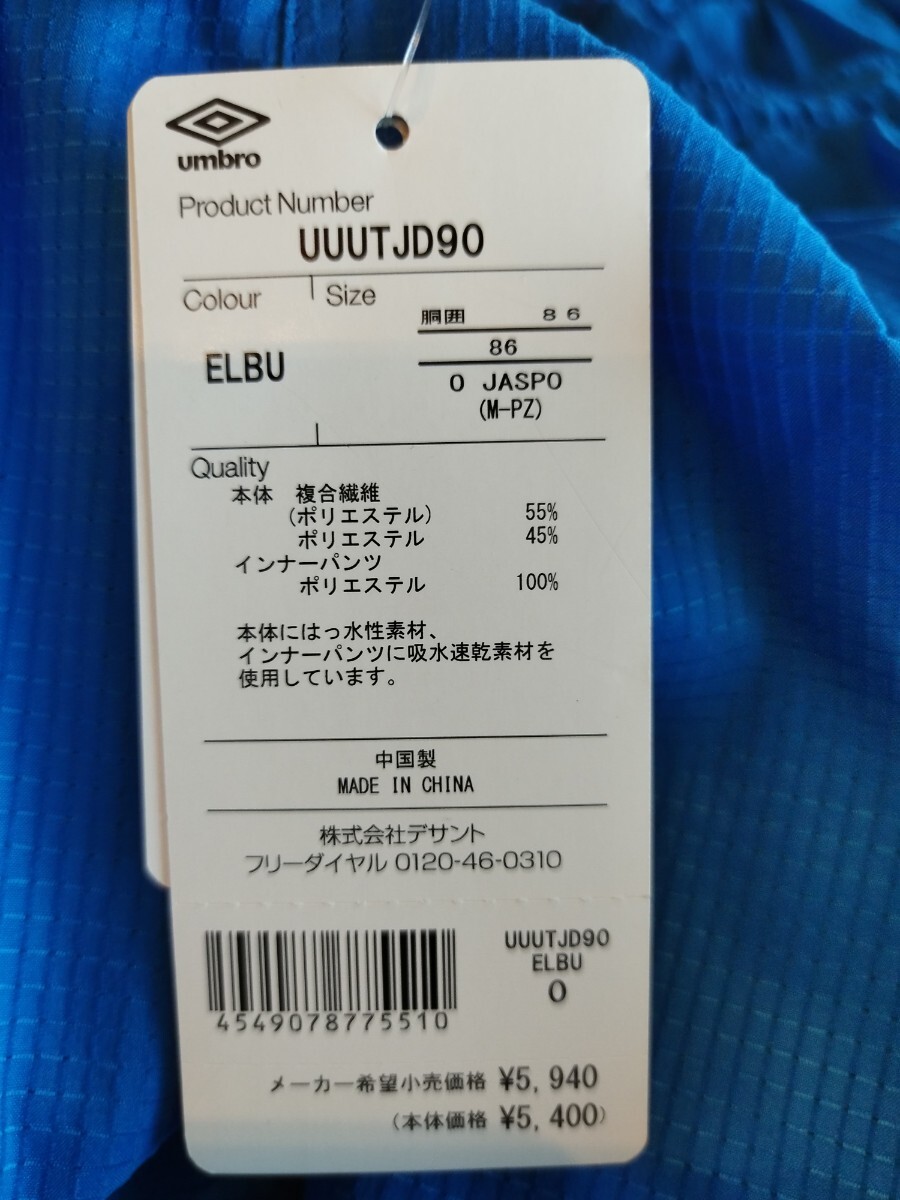 umbro
Product Number
UUUTJD90
Colour Size
胴囲 86
86
ELBU
O JASPO
(M-PZ)
Quality
本体 複合繊維
(ポリエステル) 55%
ポリエステル 45%
インナーパンツ
ポリエステル 100%
本体にはっ水性素材、
インナーパンツに吸水速乾素材を
使用しています。
中国製
MADE IN CHINA
株式会社デサント
フリーダイヤル 0120-46-0310
UUUTJD90
ELBU
O
4549078775510
メーカー希望小売価格 ¥5,940
(本体価格 ¥5,400)